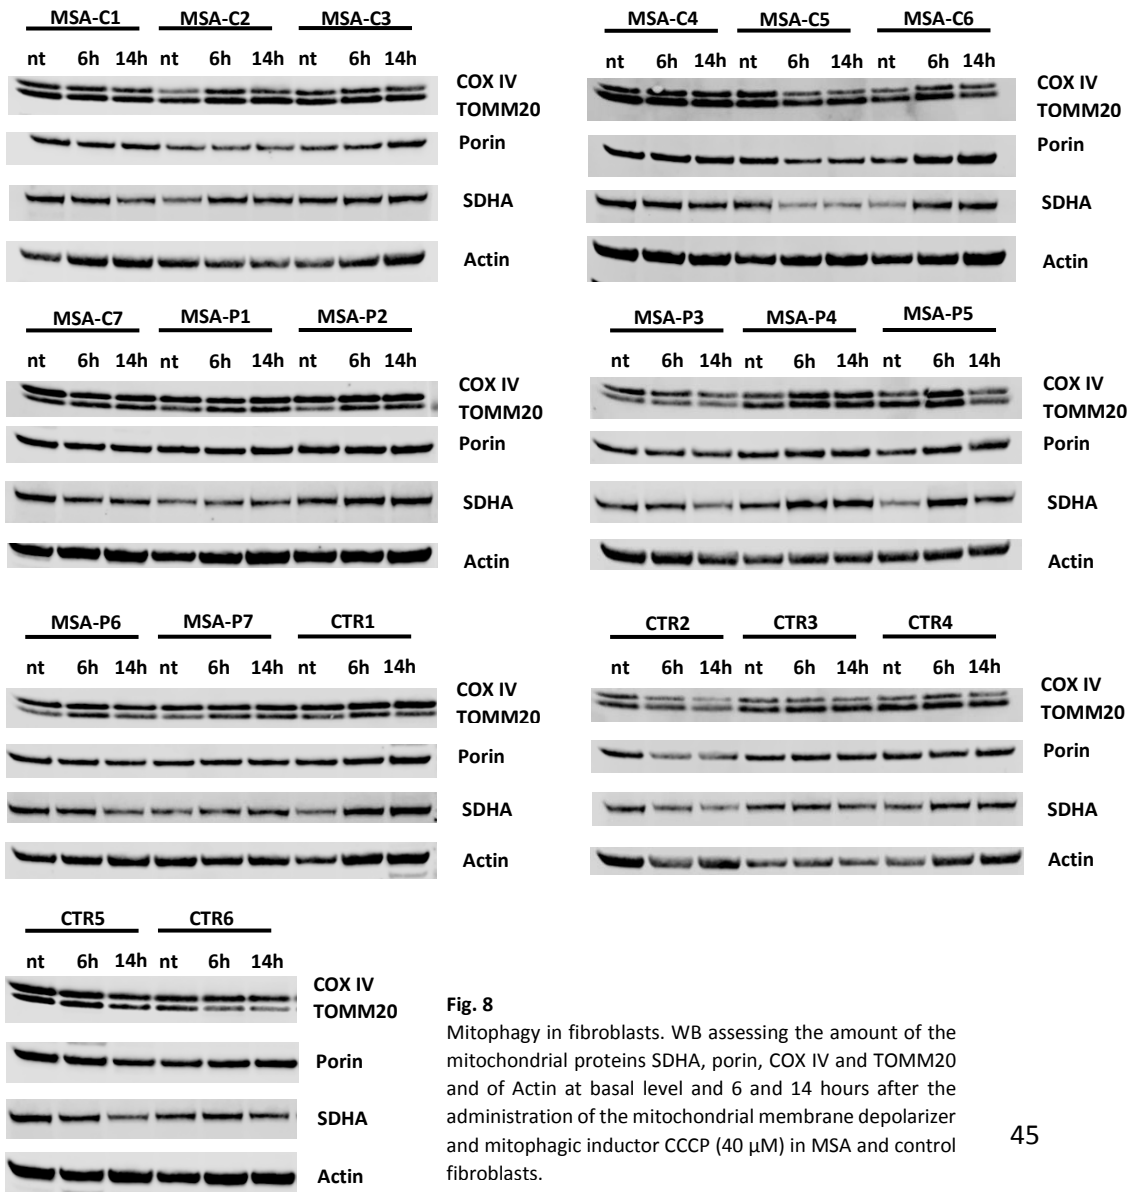 MSA-C1 MSA-C2 MSA-C3
nt 6h 14h nt 6h 14h nt 6h 14h
COX IV
TOMM20
Porin
SDHA
Actin
MSA-C4 MSA-C5 MSA-C6
nt 6h 14h nt 6h 14h nt 6h 14h
COX IV
TOMM20
Porin
SDHA
Actin
MSA-C7 MSA-P1 MSA-P2
nt 6h 14h nt 6h 14h nt 6h 14h
COX IV
TOMM20
Porin
SDHA
Actin
MSA-P3 MSA-P4 MSA-P5
nt 6h 14h nt 6h 14h nt 6h 14h
COX IV
TOMM20
Porin
SDHA
Actin
MSA-P6 MSA-P7 CTR1
nt 6h 14h nt 6h 14h nt 6h 14h
COX IV
TOMM20
Porin
SDHA
Actin
CTR2 CTR3 CTR4
nt 6h 14h nt 6h 14h nt 6h 14h
COX IV
TOMM20
Porin
SDHA
Actin
CTR5 CTR6
nt 6h 14h nt 6h 14h
COX IV
TOMM20
Porin
SDHA
Actin
Fig. 8
Mitophagy in fibroblasts. WB assessing the amount of the
mitochondrial proteins SDHA, porin, COX IV and TOMM20
and of Actin at basal level and 6 and 14 hours after the
administration of the mitochondrial membrane depolarizer
and mitophagic inductor CCCP (40 μM) in MSA and control
fibroblasts.
45